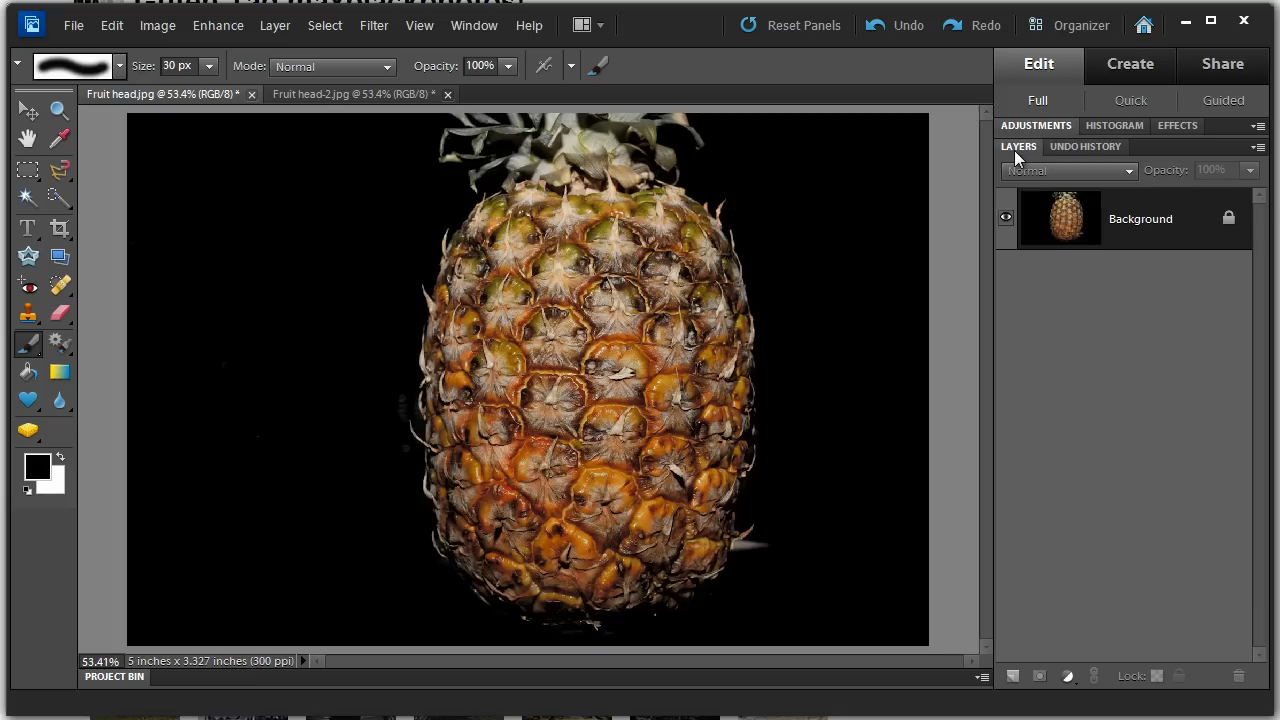 File Edit Image Enhance Layer Select Filter View Window Help Reset Panels Undo Redo Organizer
Size: 30 px Mode: Normal Opacity: 100%
Edit Create Share
Fruit head.jpg @ 53.4% (RGB/8) * Fruit head-2.jpg @ 53.4% (RGB/8) *
Full Quick Guided
ADJUSTMENTS HISTOGRAM EFFECTS
LAYERS UNDO HISTORY
Normal Opacity: 100%
Background
53.41% 5 inches x 3.327 inches (300 ppi)
Lock:
PROJECT BIN